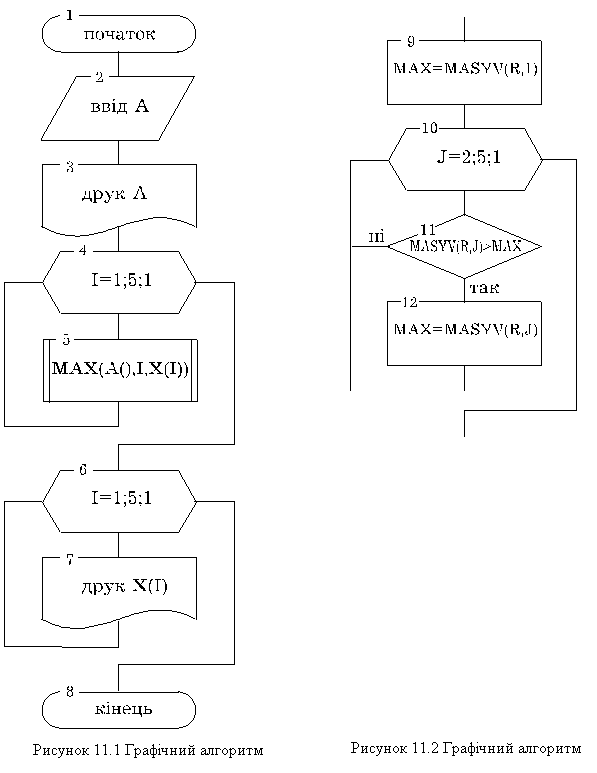 1
початок
2
ввід А
3
друк А
4
I=1;5;1
5
MAX(A(),I,X(I))
6
I=1;5;1
7
друк X(I)
8
кінець
Рисунок 11.1 Графічний алгоритм
9
MAX=MASYV(R,1)
10
J=2;5;1
11
MASYV(R,J)>MAX
ні
так
12
MAX=MASYV(R,J)
Рисунок 11.2 Графічний алгоритм